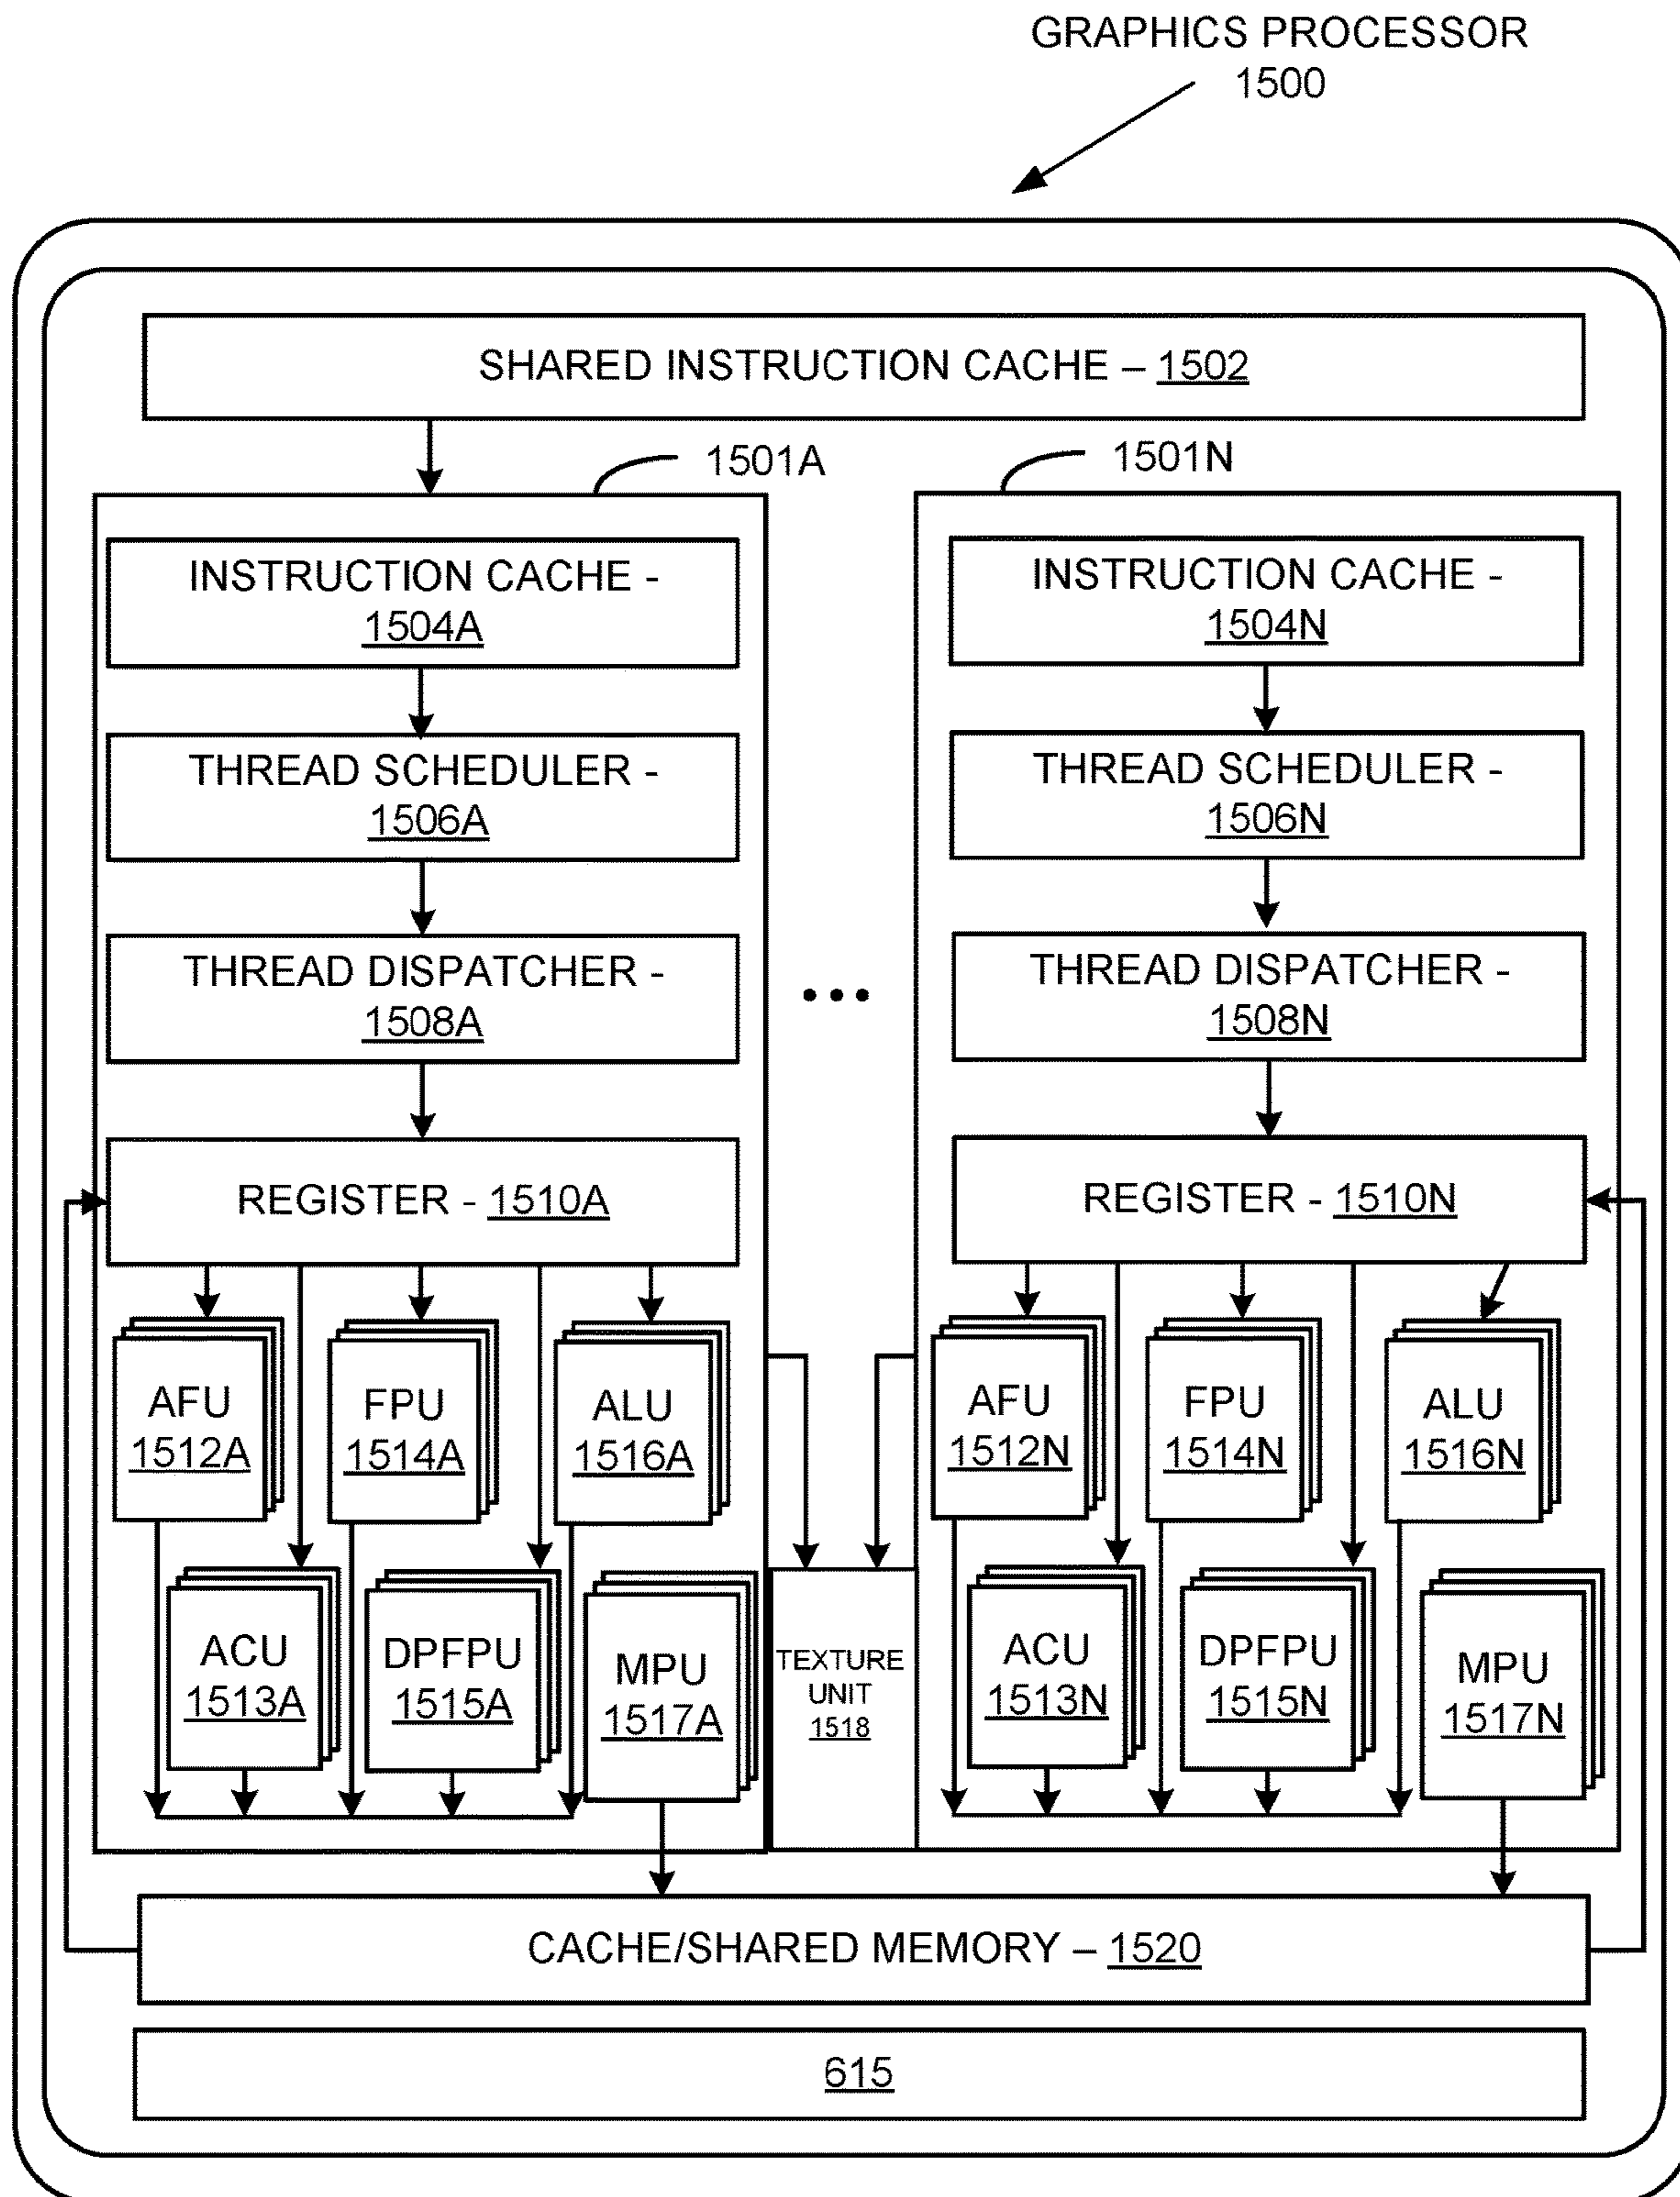 GRAPHICS PROCESSOR
1500
SHARED INSTRUCTION CACHE – 1502
1501A
1501N
INSTRUCTION CACHE -
1504A
INSTRUCTION CACHE -
1504N
THREAD SCHEDULER -
1506A
THREAD SCHEDULER -
1506N
THREAD DISPATCHER -
1508A
...
THREAD DISPATCHER -
1508N
REGISTER - 1510A
REGISTER - 1510N
AFU
1512A
FPU
1514A
ALU
1516A
AFU
1512N
FPU
1514N
ALU
1516N
ACU
1513A
DPFPU
1515A
MPU
1517A
TEXTURE
UNIT
1518
ACU
1513N
DPFPU
1515N
MPU
1517N
CACHE/SHARED MEMORY – 1520
615